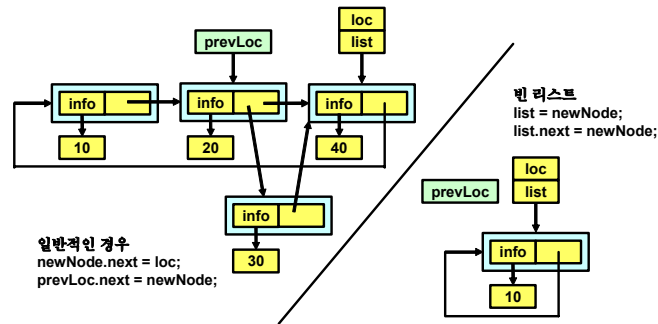 loc
prevLoc
list
info
info
info
10
20
40
info
30
일반적인 경우
newNode.next = loc;
prevLoc.next = newNode;
빈 리스트
list = newNode;
list.next = newNode;
loc
prevLoc
list
info
10